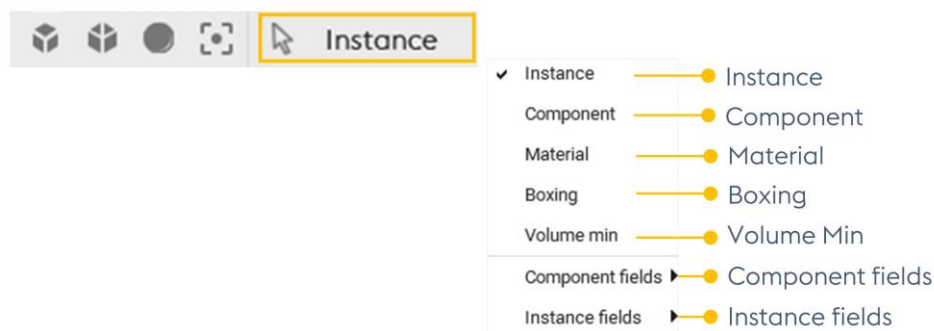 Instance
Instance Instance
Component Component
Material Material
Boxing Boxing
Volume min Volume Min
Component fields Component fields
Instance fields Instance fields